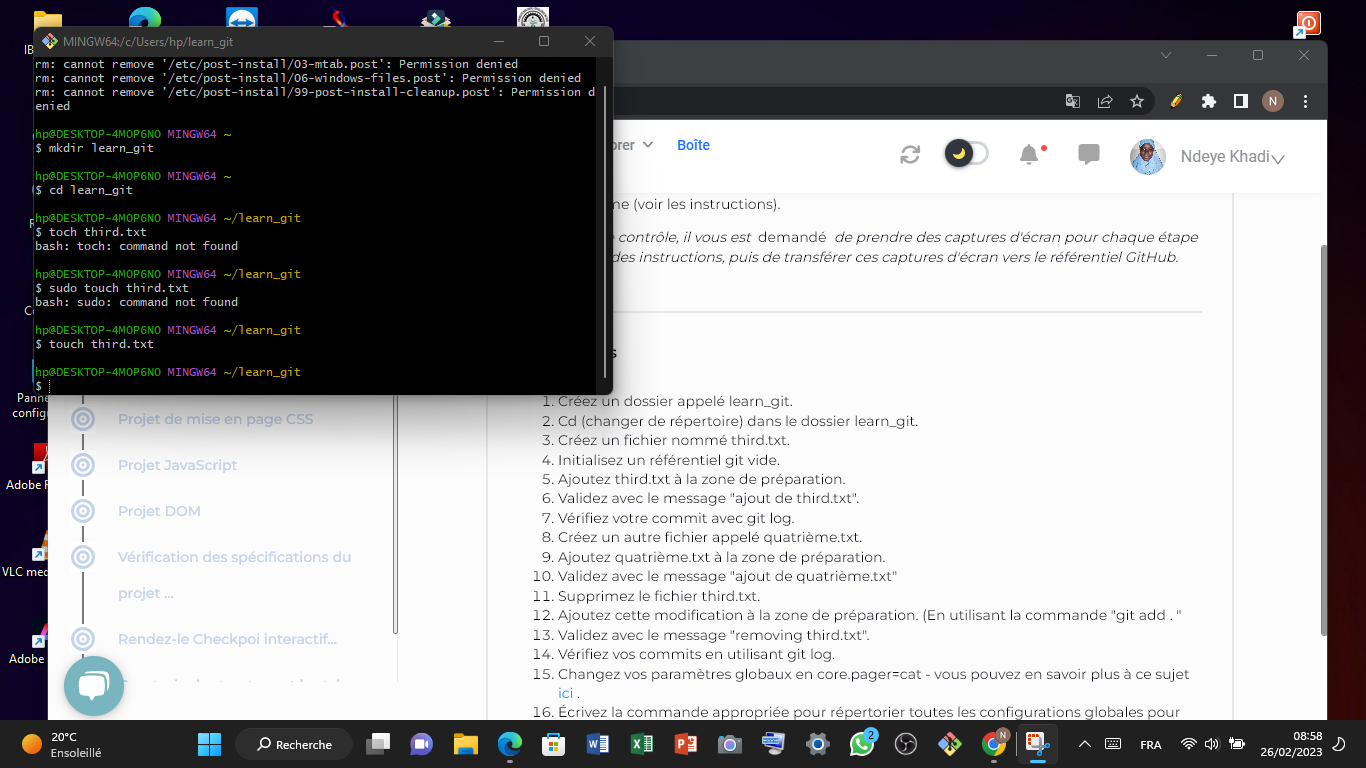 MINGW64:/c/Users/hp/learn_git
rm: cannot remove '/etc/post-install/03-mtab.post': Permission denied
rm: cannot remove '/etc/post-install/06-windows-files.post': Permission denied
rm: cannot remove '/etc/post-install/99-post-install-cleanup.post': Permission d
enied
hp@DESKTOP-4MOP6NO MINGW64 ~
$ mkdir learn_git
hp@DESKTOP-4MOP6NO MINGW64 ~
$ cd learn_git
hp@DESKTOP-4MOP6NO MINGW64 ~/learn_git
$ toch third.txt
bash: toch: command not found
hp@DESKTOP-4MOP6NO MINGW64 ~/learn_git
$ sudo touch third.txt
bash: sudo: command not found
hp@DESKTOP-4MOP6NO MINGW64 ~/learn_git
$ touch third.txt
hp@DESKTOP-4MOP6NO MINGW64 ~/learn_git
$
N
orer
Boîte
Ndeye Khadi
me (voir les instructions).
contrôle, il vous est demandé de prendre des captures d'écran pour chaque étape
des instructions, puis de transférer ces captures d'écran vers le référentiel GitHub.
s
1. Créez un dossier appelé learn_git.
2. Cd (changer de répertoire) dans le dossier learn_git.
3. Créez un fichier nommé third.txt.
4. Initialisez un référentiel git vide.
5. Ajoutez third.txt à la zone de préparation.
6. Validez avec le message "ajout de third.txt".
7. Vérifiez votre commit avec git log.
8. Créez un autre fichier appelé quatrième.txt.
9. Ajoutez quatrième.txt à la zone de préparation.
10. Validez avec le message "ajout de quatrième.txt"
11. Supprimez le fichier third.txt.
12. Ajoutez cette modification à la zone de préparation. (En utilisant la commande "git add . "
13. Validez avec le message "removing third.txt".
14. Vérifiez vos commits en utilisant git log.
15. Changez vos paramètres globaux en core.pager=cat - vous pouvez en savoir plus à ce sujet
ici .
16. Écrivez la commande appropriée pour répertorier toutes les configurations globales pour
Projet de mise en page CSS
Projet JavaScript
Projet DOM
Vérification des spécifications du
projet ...
Rendez-le Checkpoi interactif...
IB
Co
Panne
config
Adobe F
VLC med
Adobe
20°C
Ensoleillé
Recherche
2
N
FRA
08:58
26/02/2023